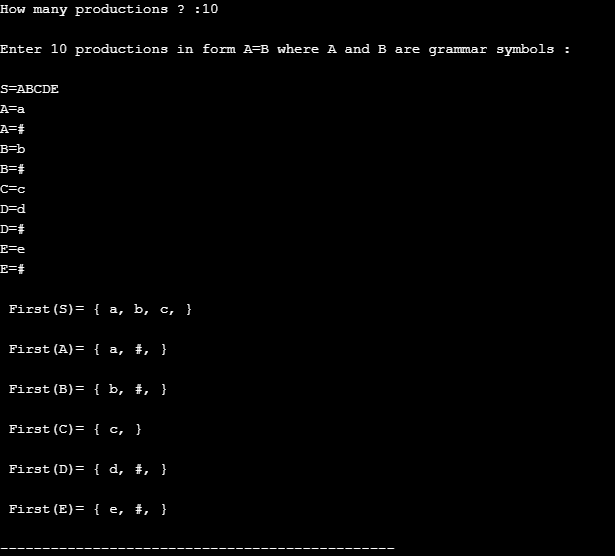 How many productions ? :10
Enter 10 productions in form A=B where A and B are grammar symbols :
S=ABCDE
A=a
A=#
B=b
B=#
C=c
D=d
D=#
E=e
E=#
First(S)= { a, b, c, }
First(A)= { a, #, }
First(B)= { b, #, }
First(C)= { c, }
First(D)= { d, #, }
First(E)= { e, #, }
-----------------------------------------------